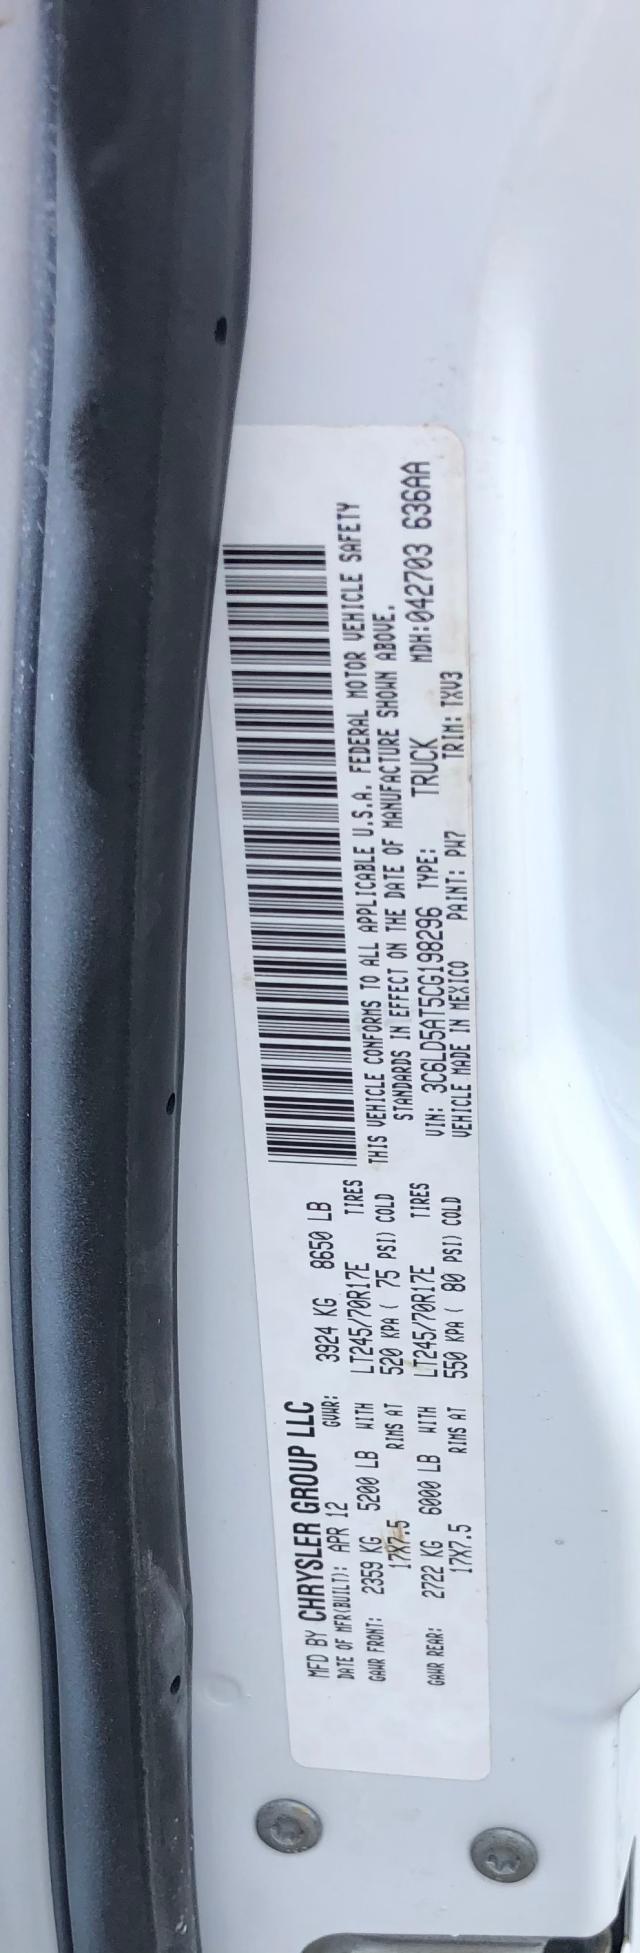 MFD BY CHRYSLER GROUP LLC
DATE OF MFR(BUILT): APR 12 GVWR: 3924 KG 8650 LB
GAWR FRONT: 2359 KG 5200 LB WITH LT245/70R17E TIRES
17X7.5 RIMS AT 520 KPA ( 75 PSI) COLD
GAWR REAR: 2722 KG 6000 LB WITH LT245/70R17E TIRES
17X7.5 RIMS AT 550 KPA ( 80 PSI) COLD
THIS VEHICLE CONFORMS TO ALL APPLICABLE U.S.A. FEDERAL MOTOR VEHICLE SAFETY
STANDARDS IN EFFECT ON THE DATE OF MANUFACTURE SHOWN ABOVE.
VIN: 3C6LD5AT5CG198296 TYPE: TRUCK MDH:042703 636AA
VEHICLE MADE IN MEXICO PAINT: PW7 TRIM: TXV3